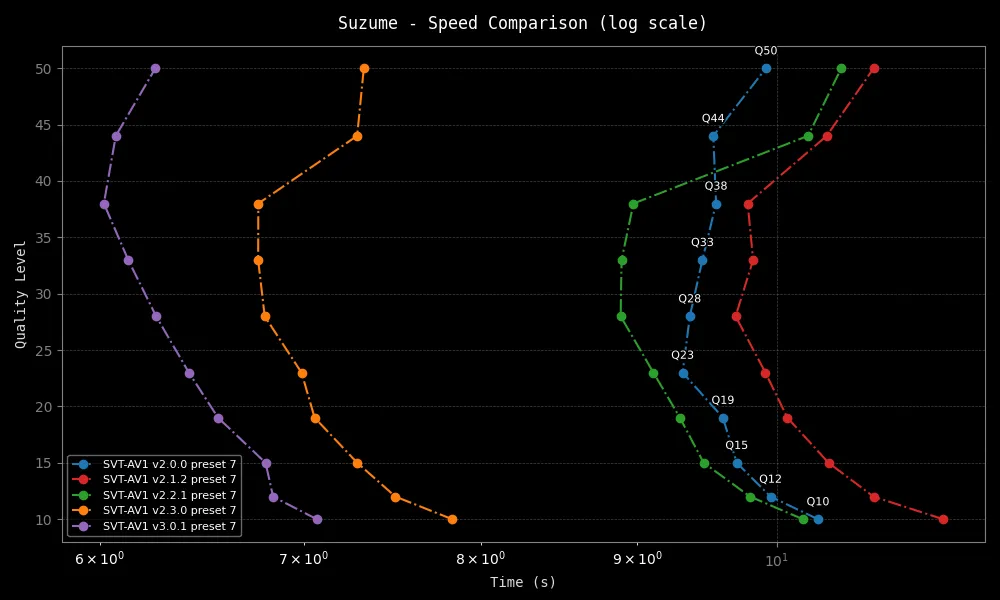 Suzume - Speed Comparison (log scale)
Quality Level
50
45
40
35
30
25
20
15
10
Q50
Q44
Q38
Q33
Q28
Q23
Q19
Q15
Q12
Q10
SVT-AV1 v2.0.0 preset 7
SVT-AV1 v2.1.2 preset 7
SVT-AV1 v2.2.1 preset 7
SVT-AV1 v2.3.0 preset 7
SVT-AV1 v3.0.1 preset 7
6 × 10⁰ 7 × 10⁰ 8 × 10⁰ 9 × 10⁰ 10¹
Time (s)